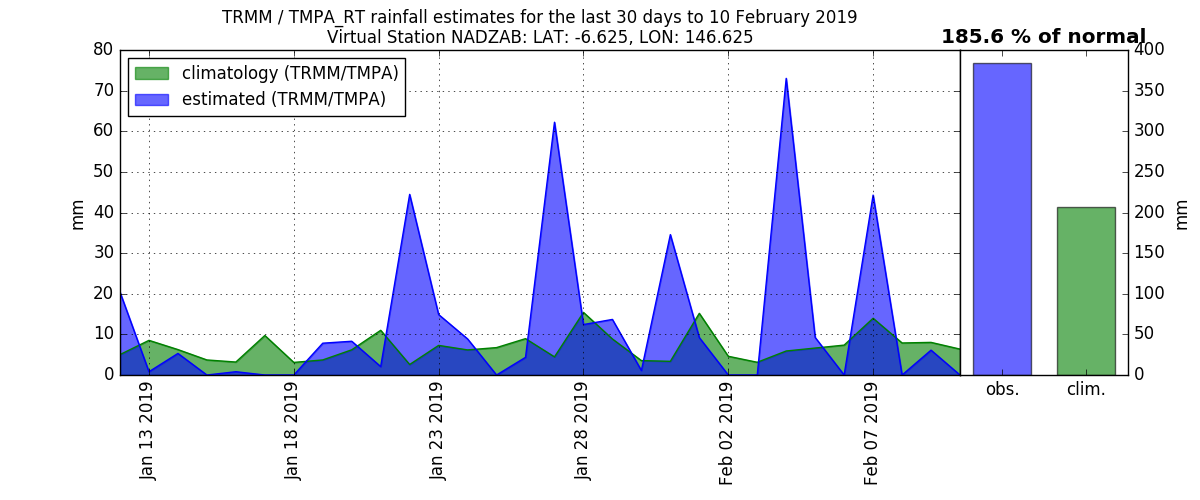 TRMM / TMPA_RT rainfall estimates for the last 30 days to 10 February 2019
Virtual Station NADZAB: LAT: -6.625, LON: 146.625
185.6 % of normal
climatology (TRMM/TMPA)
estimated (TRMM/TMPA)
mm
80
70
60
50
40
30
20
10
0
Jan 13 2019
Jan 18 2019
Jan 23 2019
Jan 28 2019
Feb 02 2019
Feb 07 2019
obs.
clim.
400
350
300
250
200
150
100
50
0
mm